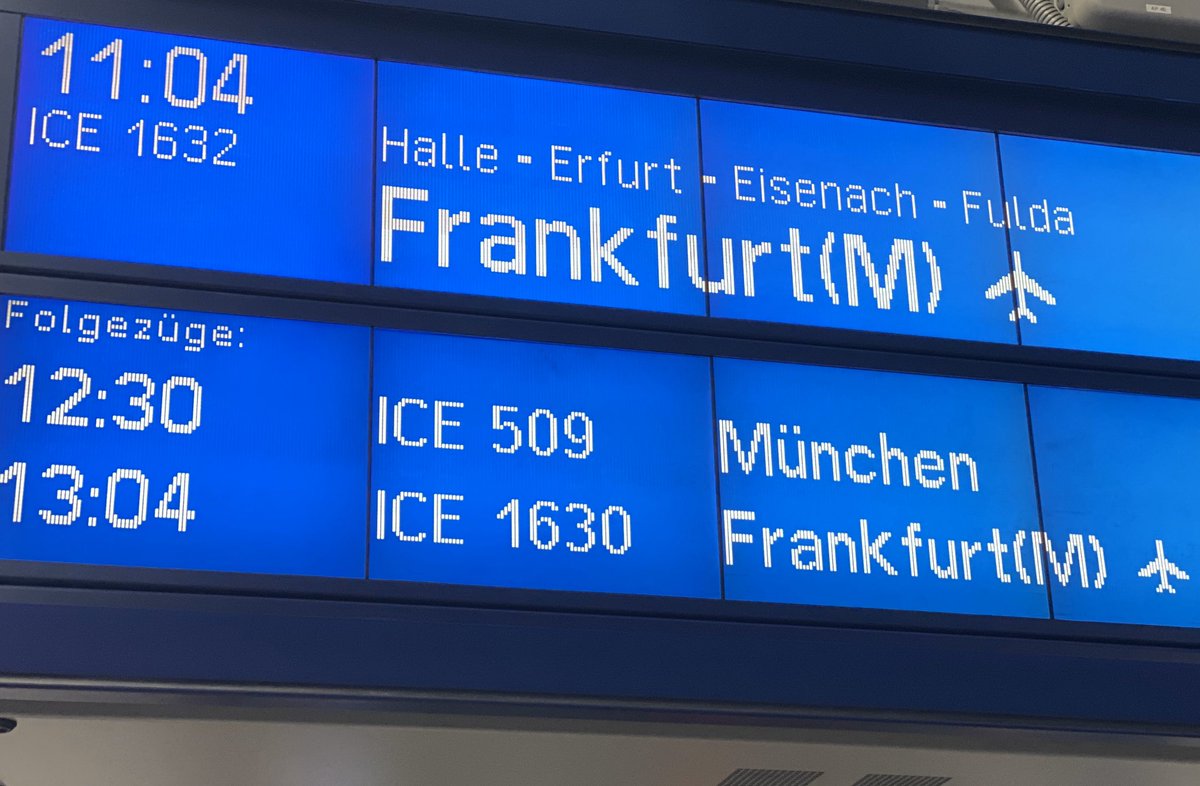 11:04
ICE 1632
Halle - Erfurt - Eisenach - Fulda
Frankfurt(M) ✈
Folgezüge:
12:30 ICE 509 München
13:04 ICE 1630 Frankfurt(M) ✈